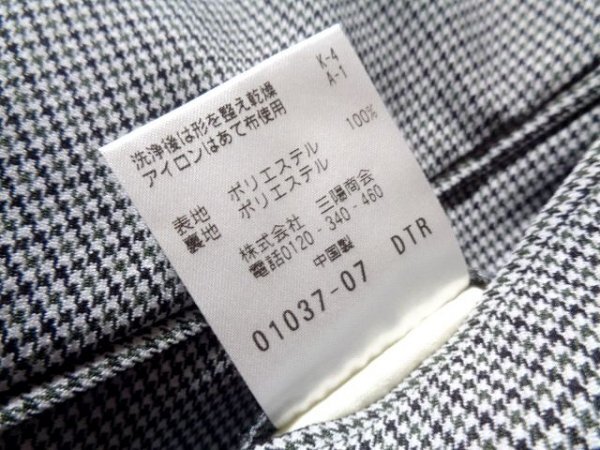 K-4
A-1
洗浄後は形を整え乾燥
アイロンはあて布使用
表地 ポリエステル 100%
裏地 ポリエステル
株式会社 三陽商会
電話0120-340-460
中国製
01037-07 DTR